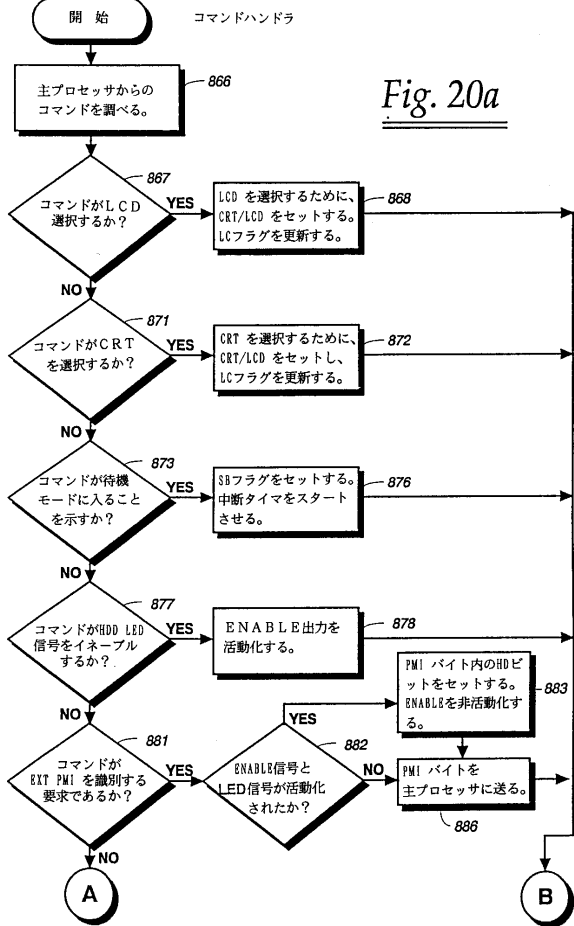 開 始
コマンドハンドラ
主プロセッサからの
コマンドを調べる。
866
Fig. 20a
867
コマンドがLCD
選択するか?
YES
LCD を選択するために、
CRT/LCD をセットする。
LCフラグを更新する。
868
NO
871
コマンドがCRT
を選択するか?
YES
CRT を選択するために、
CRT/LCD をセットし、
LCフラグを更新する。
872
NO
873
コマンドが待機
モードに入ること
を示すか?
YES
SBフラグをセットする。
中断タイマをスタート
させる。
876
NO
877
コマンドがHDD LED
信号をイネーブル
するか?
YES
ENABLE出力を
活動化する。
878
NO
881
コマンドが
EXT PMI を識別する
要求であるか?
YES
882
ENABLE信号と
LED信号が活動化
されたか?
YES
PMI バイト内のHDビ
ットをセットする。
ENABLEを非活動化す
る。
883
NO
PMI バイトを
主プロセッサに送る。
886
NO
A
B